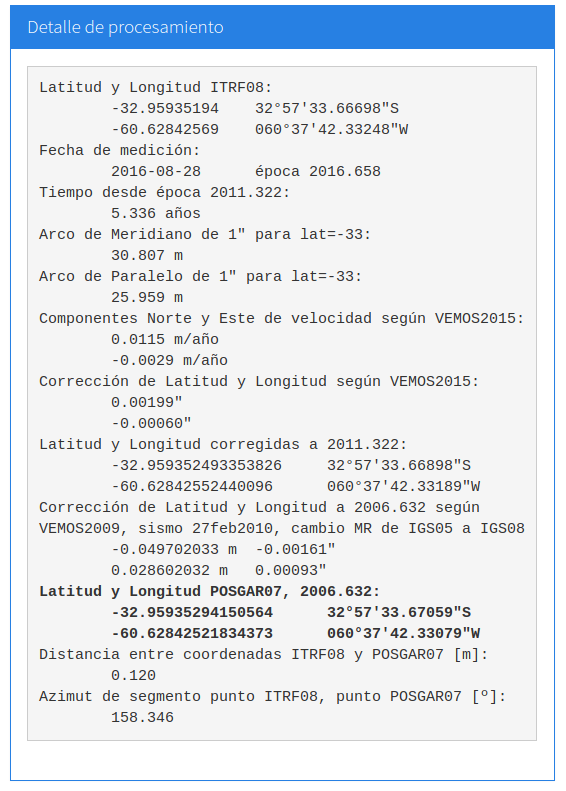 Detalle de procesamiento
Latitud y Longitud ITRF08:
-32.95935194 32°57'33.66698"S
-60.62842569 060°37'42.33248"W
Fecha de medición:
2016-08-28 época 2016.658
Tiempo desde época 2011.322:
5.336 años
Arco de Meridiano de 1" para lat=-33:
30.807 m
Arco de Paralelo de 1" para lat=-33:
25.959 m
Componentes Norte y Este de velocidad según VEMOS2015:
0.0115 m/año
-0.0029 m/año
Corrección de Latitud y Longitud según VEMOS2015:
0.00199"
-0.00060"
Latitud y Longitud corregidas a 2011.322:
-32.959352493353826 32°57'33.66898"S
-60.62842552440096 060°37'42.33189"W
Corrección de Latitud y Longitud a 2006.632 según
VEMOS2009, sismo 27feb2010, cambio MR de IGS05 a IGS08
-0.049702033 m -0.00161"
0.028602032 m 0.00093"
Latitud y Longitud POSGAR07, 2006.632:
-32.95935294150564 32°57'33.67059"S
-60.62842521834373 060°37'42.33079"W
Distancia entre coordenadas ITRF08 y POSGAR07 [m]:
0.120
Azimut de segmento punto ITRF08, punto POSGAR07 [º]:
158.346